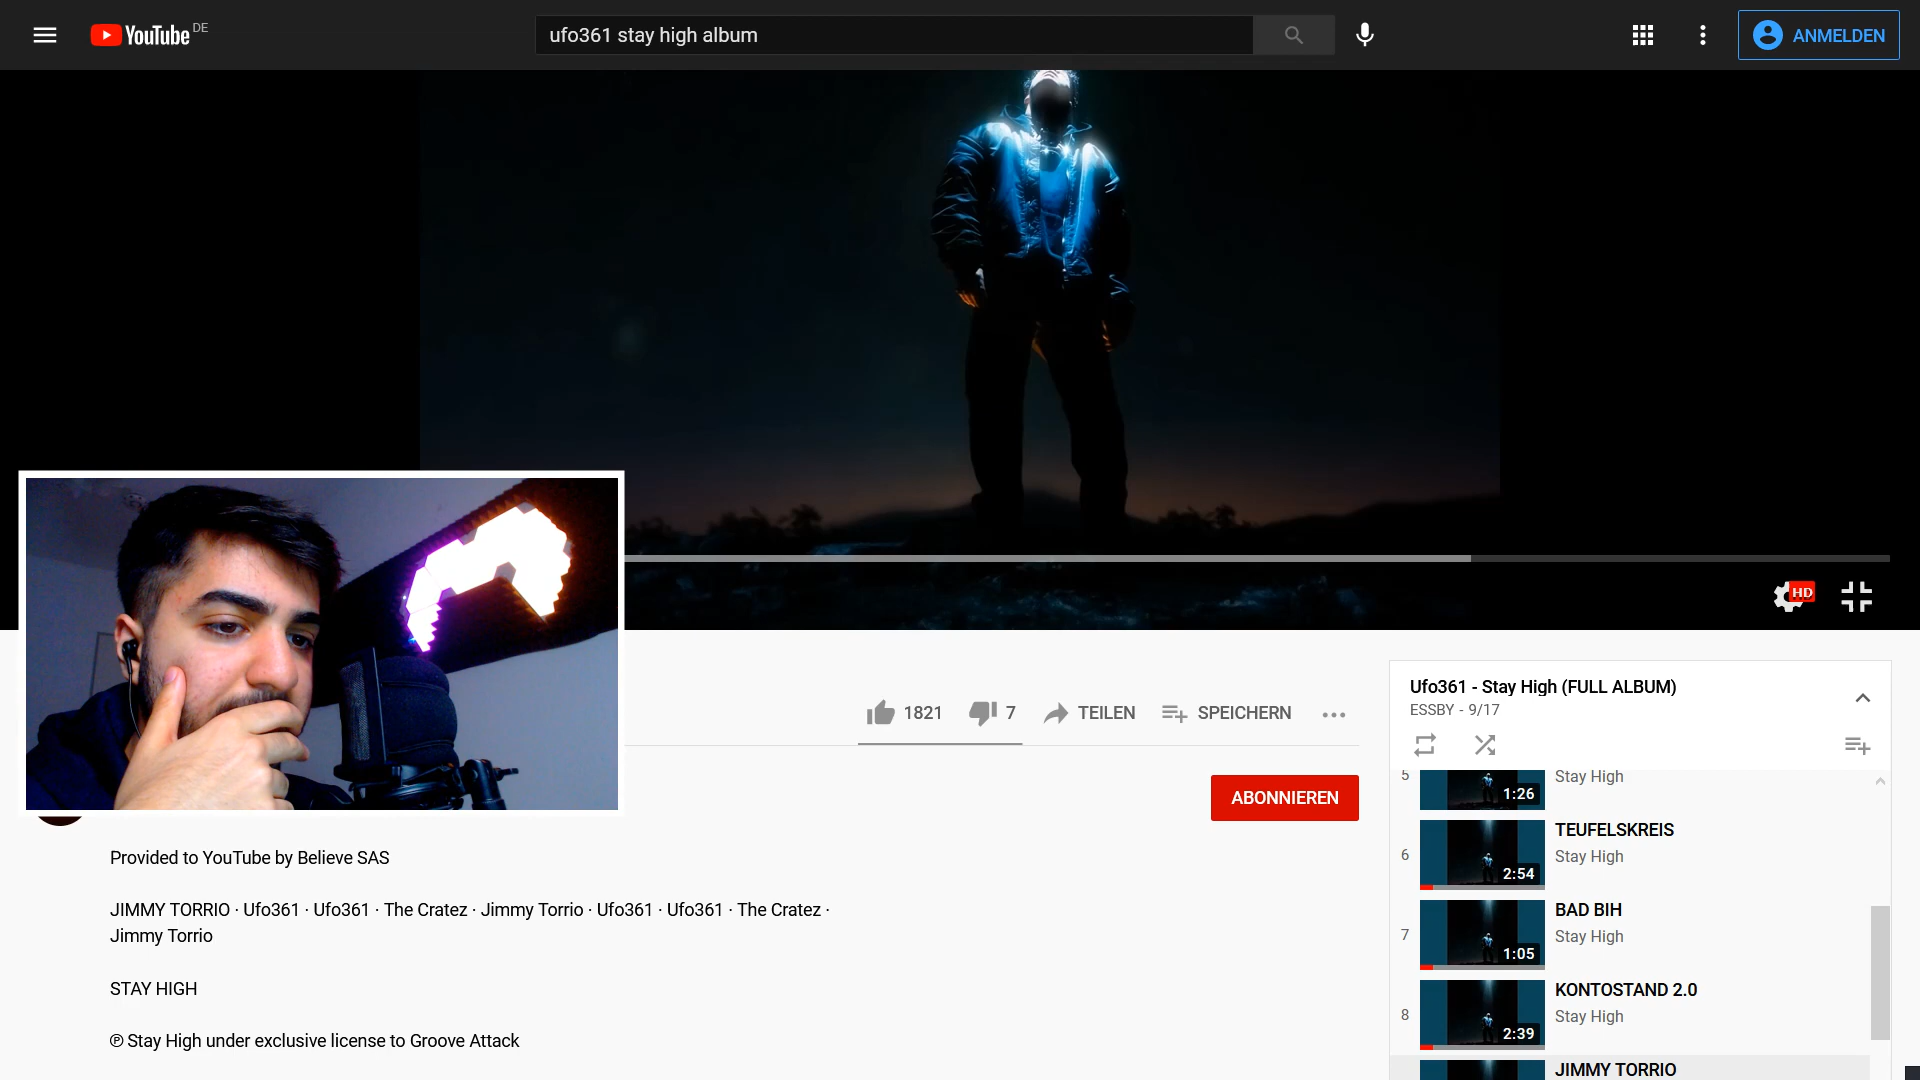 YouTube DE
ufo361 stay high album
ANMELDEN
HD
1821
7
TEILEN
SPEICHERN
ABONNIEREN
Provided to YouTube by Believe SAS
JIMMY TORRIO · Ufo361 · Ufo361 · The Cratez · Jimmy Torrio · Ufo361 · Ufo361 · The Cratez ·
Jimmy Torrio
STAY HIGH
℗ Stay High under exclusive license to Groove Attack
Ufo361 - Stay High (FULL ALBUM)
ESSBY - 9/17
5
1:26
Stay High
6
2:54
TEUFELSKREIS
Stay High
7
1:05
BAD BIH
Stay High
8
2:39
KONTOSTAND 2.0
Stay High
JIMMY TORRIO